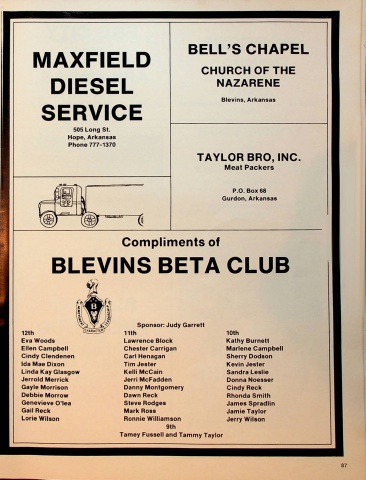 MAXFIELD
DIESEL
SERVICE
505 Long St.
Hope, Arkansas
Phone 777-1370
BELL'S CHAPEL
CHURCH OF THE
NAZARENE
Blevins, Arkansas
TAYLOR BRO, INC.
Meat Packers
P.O. Box 68
Gurdon, Arkansas
Compliments of
BLEVINS BETA CLUB
Sponsor: Judy Garrett
12th
Eva Woods
Ellen Campbell
Cindy Clendenen
Ida Mae Dixon
Linda Kay Glasgow
Jerrold Merrick
Gayle Morrison
Debbie Morrow
Genevieve O'lea
Gail Reck
Lorie Wilson
11th
Lawrence Block
Chester Carrigan
Carl Henagan
Tim Jester
Kelli McCain
Jerri McFadden
Danny Montgomery
Dawn Reck
Steve Rodges
Mark Ross
Ronnie Williamson
10th
Kathy Burnett
Marlene Campbell
Sherry Dodson
Kevin Jester
Sandra Leslie
Donna Noesser
Cindy Reck
Rhonda Smith
James Spradlin
Jamie Taylor
Jerry Wilson
9th
Tamey Fussell and Tammy Taylor
87